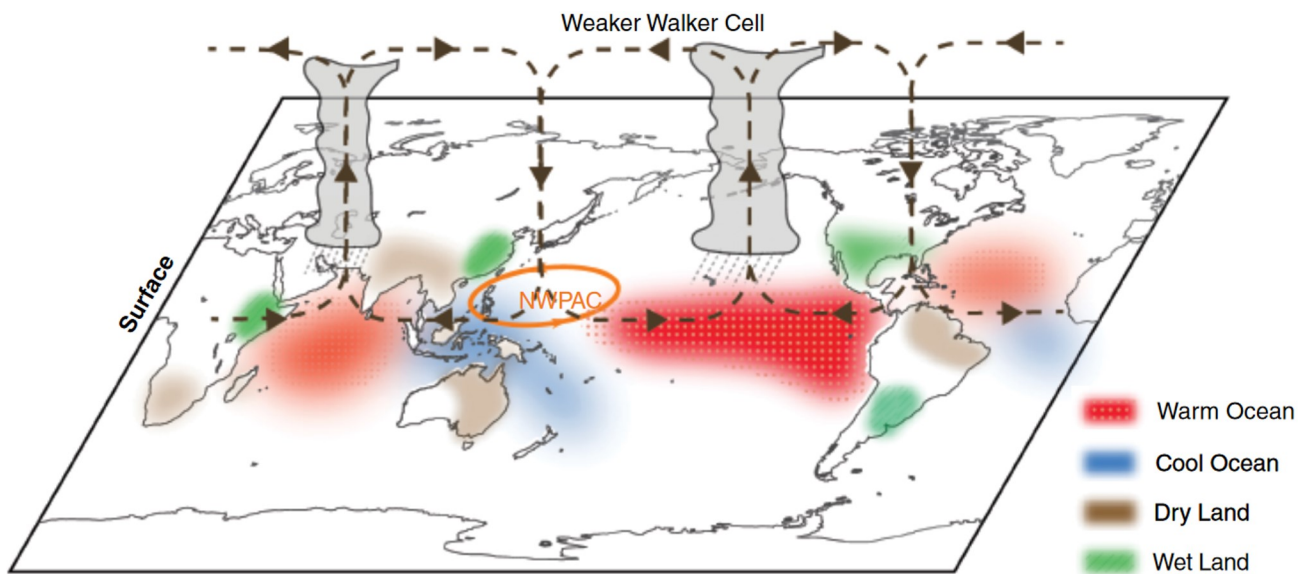 Weaker Walker Cell
Surface
NWPAC
Warm Ocean
Cool Ocean
Dry Land
Wet Land